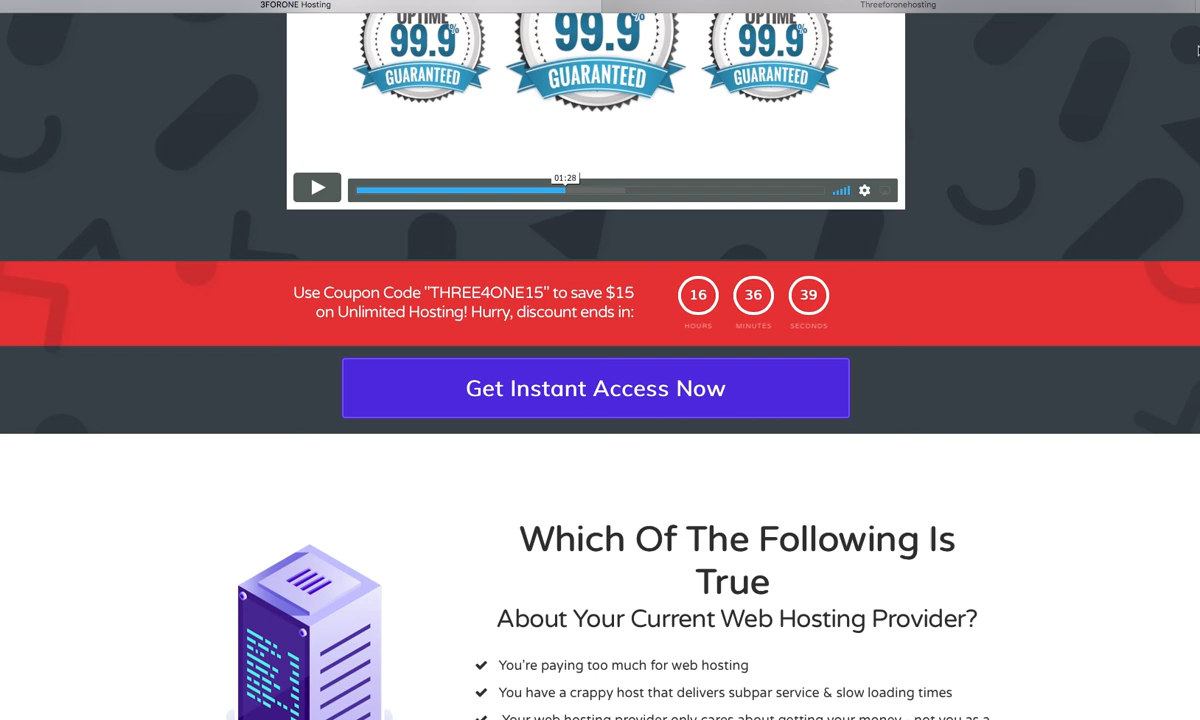 3FORONE Hosting
Threeforonehosting
UPTIME UPTIME
99.9% 99.9% 99.9%
GUARANTEED GUARANTEED GUARANTEED
01:28
Use Coupon Code "THREE4ONE15" to save $15
on Unlimited Hosting! Hurry, discount ends in:
16 36 39
HOURS MINUTES SECONDS
Get Instant Access Now
Which Of The Following Is
True
About Your Current Web Hosting Provider?
You're paying too much for web hosting
You have a crappy host that delivers subpar service & slow loading times
Your web hosting provider only cares about getting your money - not you as a